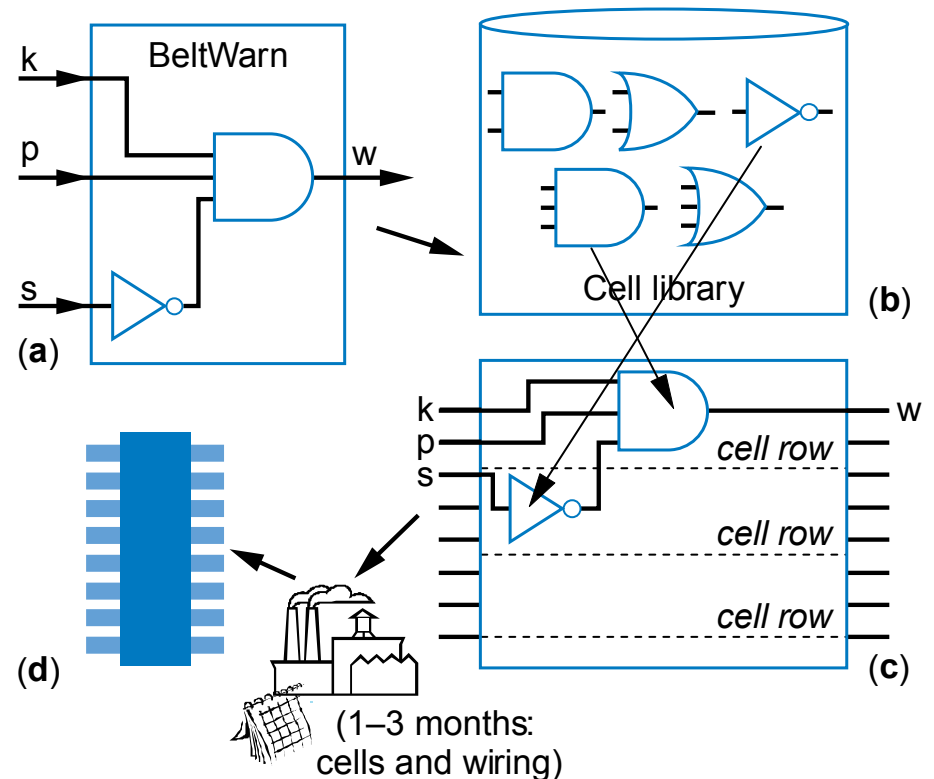 BeltWarn
k
p
w
s
(a)
Cell library
(b)
k
p
s
w
cell row
cell row
cell row
(c)
(d)
(1–3 months:
cells and wiring)